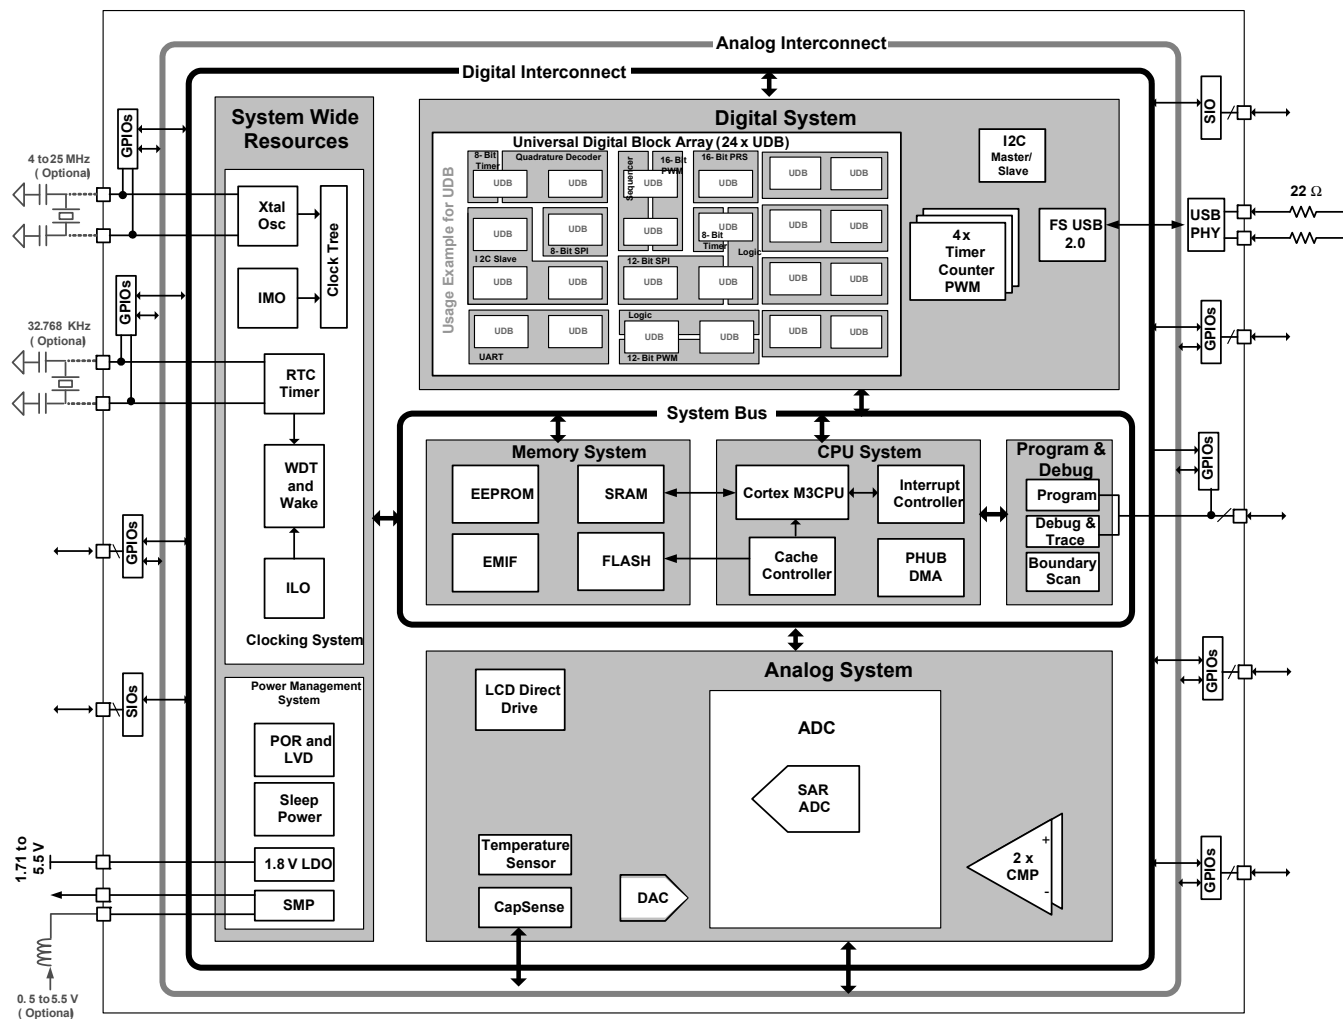 Analog Interconnect
Digital Interconnect
System Wide
Resources
4 to 25 MHz
( Optional)
GPIOs
Xtal
Osc
Clock Tree
IMO
32.768 KHz
( Optional)
GPIOs
RTC
Timer
WDT
and
Wake
ILO
Clocking System
GPIOs
SIOs
Power Management
System
POR and
LVD
Sleep
Power
1.71 to
5.5 V
1.8 V LDO
SMP
0. 5 to 5.5 V
( Optional)
Digital System
Universal Digital Block Array (24 x UDB)
Usage Example for UDB
8- Bit
Timer
Quadrature Decoder
Sequencer
16- Bit
PWM
16- Bit PRS
UDB
UDB
UDB
UDB
UDB
UDB
UDB
UDB
UDB
UDB
8- Bit
Timer
UDB
UDB
I 2C Slave
8- Bit SPI
12- Bit SPI
Logic
UDB
UDB
UDB
UDB
UDB
UDB
Logic
UDB
UDB
UDB
UDB
UDB
UDB
UART
12- Bit PWM
I2C
Master/
Slave
4 x
Timer
Counter
PWM
FS USB
2.0
SIO
USB
PHY
22 Ω
GPIOs
System Bus
Memory System
EEPROM
SRAM
EMIF
FLASH
CPU System
Cortex M3CPU
Interrupt
Controller
Cache
Controller
PHUB
DMA
Program &
Debug
Program
Debug &
Trace
Boundary
Scan
GPIOs
Analog System
LCD Direct
Drive
ADC
SAR
ADC
Temperature
Sensor
CapSense
DAC
2 x
CMP
+
-
GPIOs
GPIOs